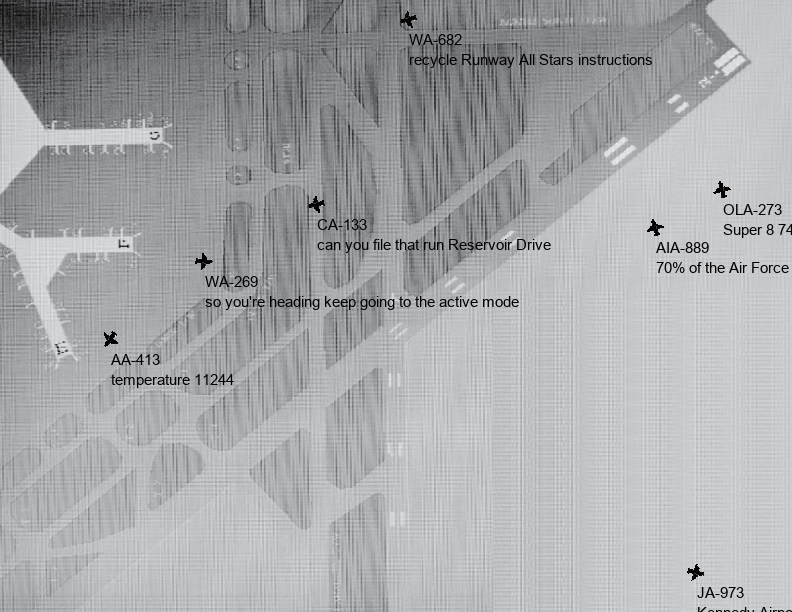 WA-682
recycle Runway All Stars instructions
OLA-273
Super 8 74
CA-133
can you file that run Reservoir Drive
AIA-889
70% of the Air Force
WA-269
so you're heading keep going to the active mode
AA-413
temperature 11244
JA-973